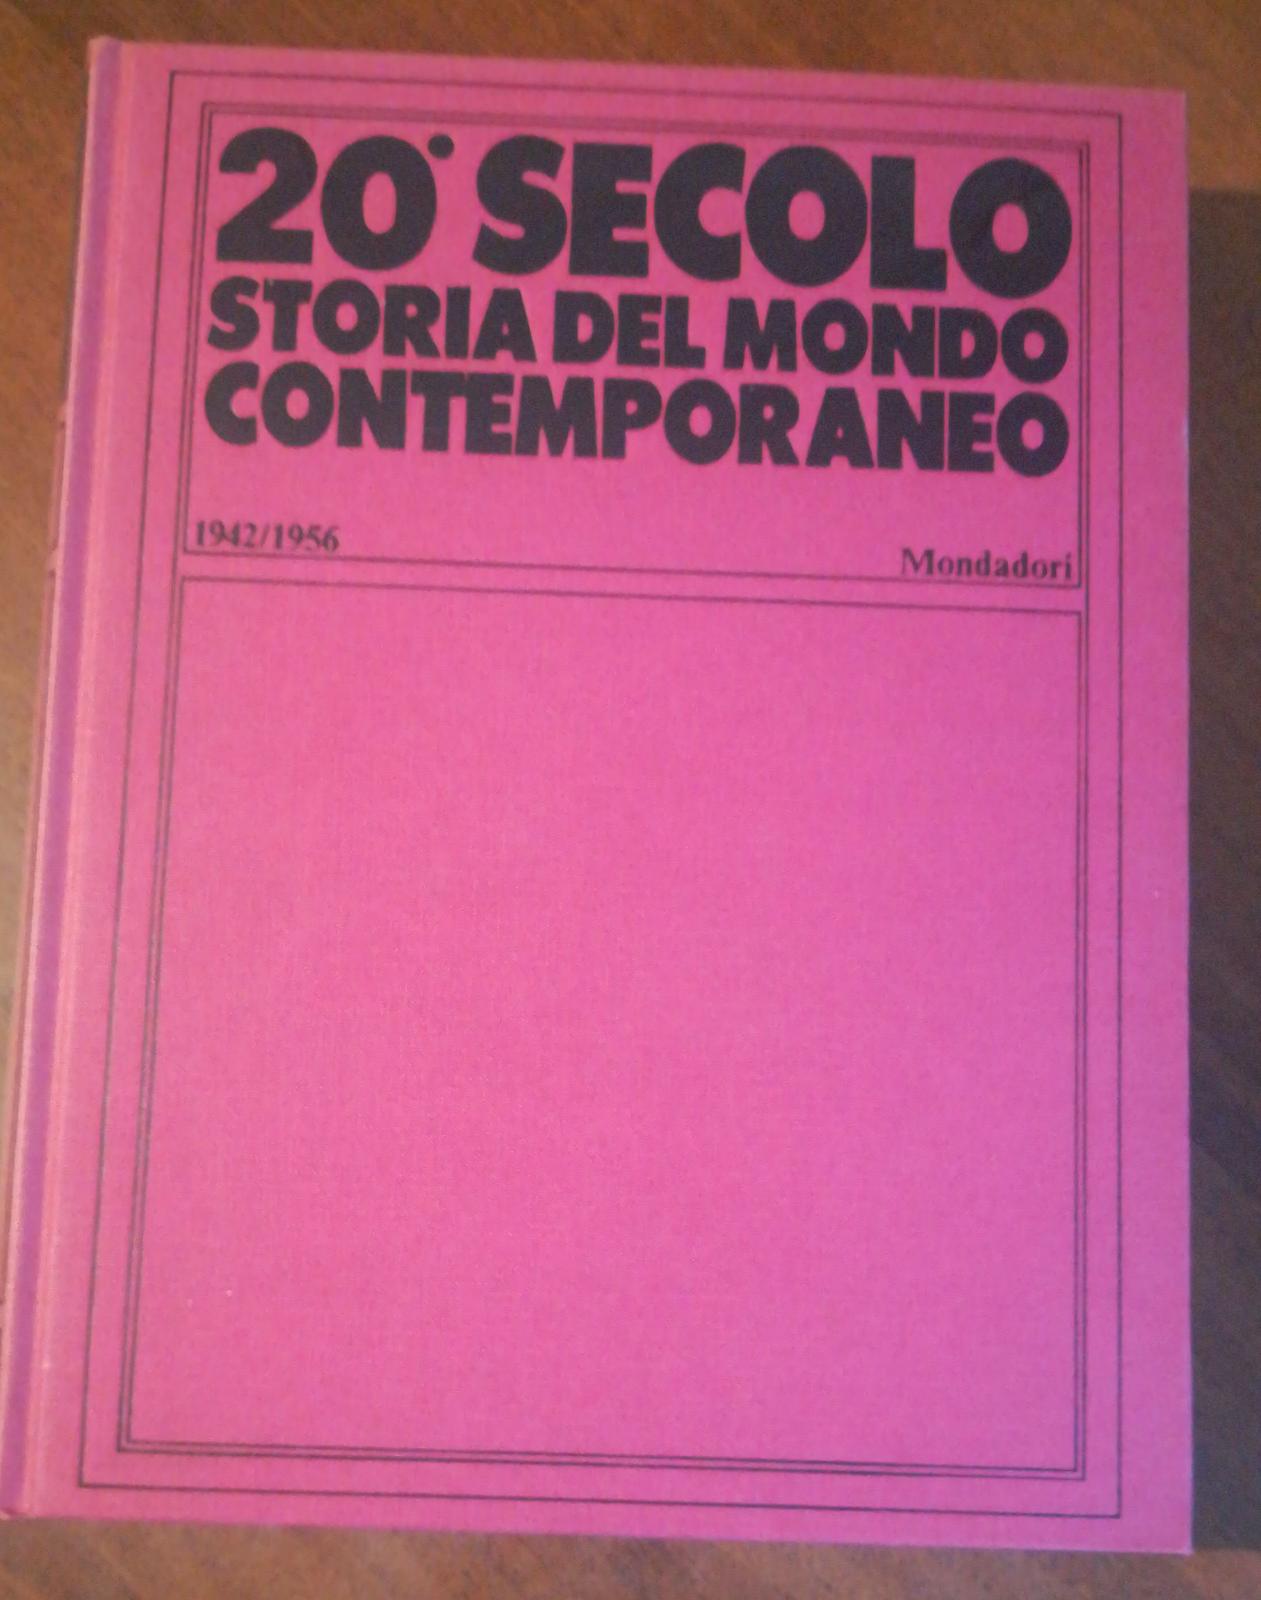 20° SECOLO
STORIA DEL MONDO
CONTEMPORANEO
1942/1956
Mondadori